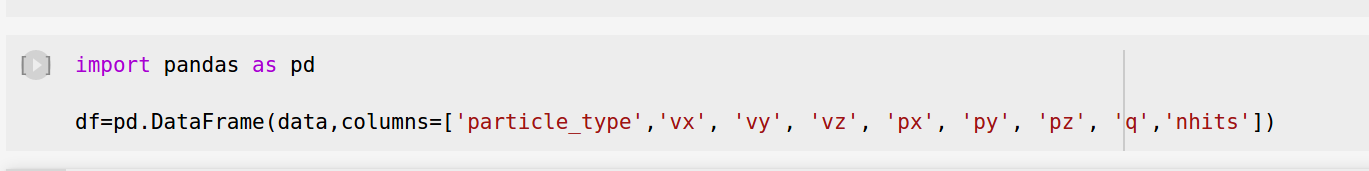 [ ] import pandas as pd
df=pd.DataFrame(data,columns=['particle_type','vx', 'vy', 'vz', 'px', 'py', 'pz', 'q','nhits'])